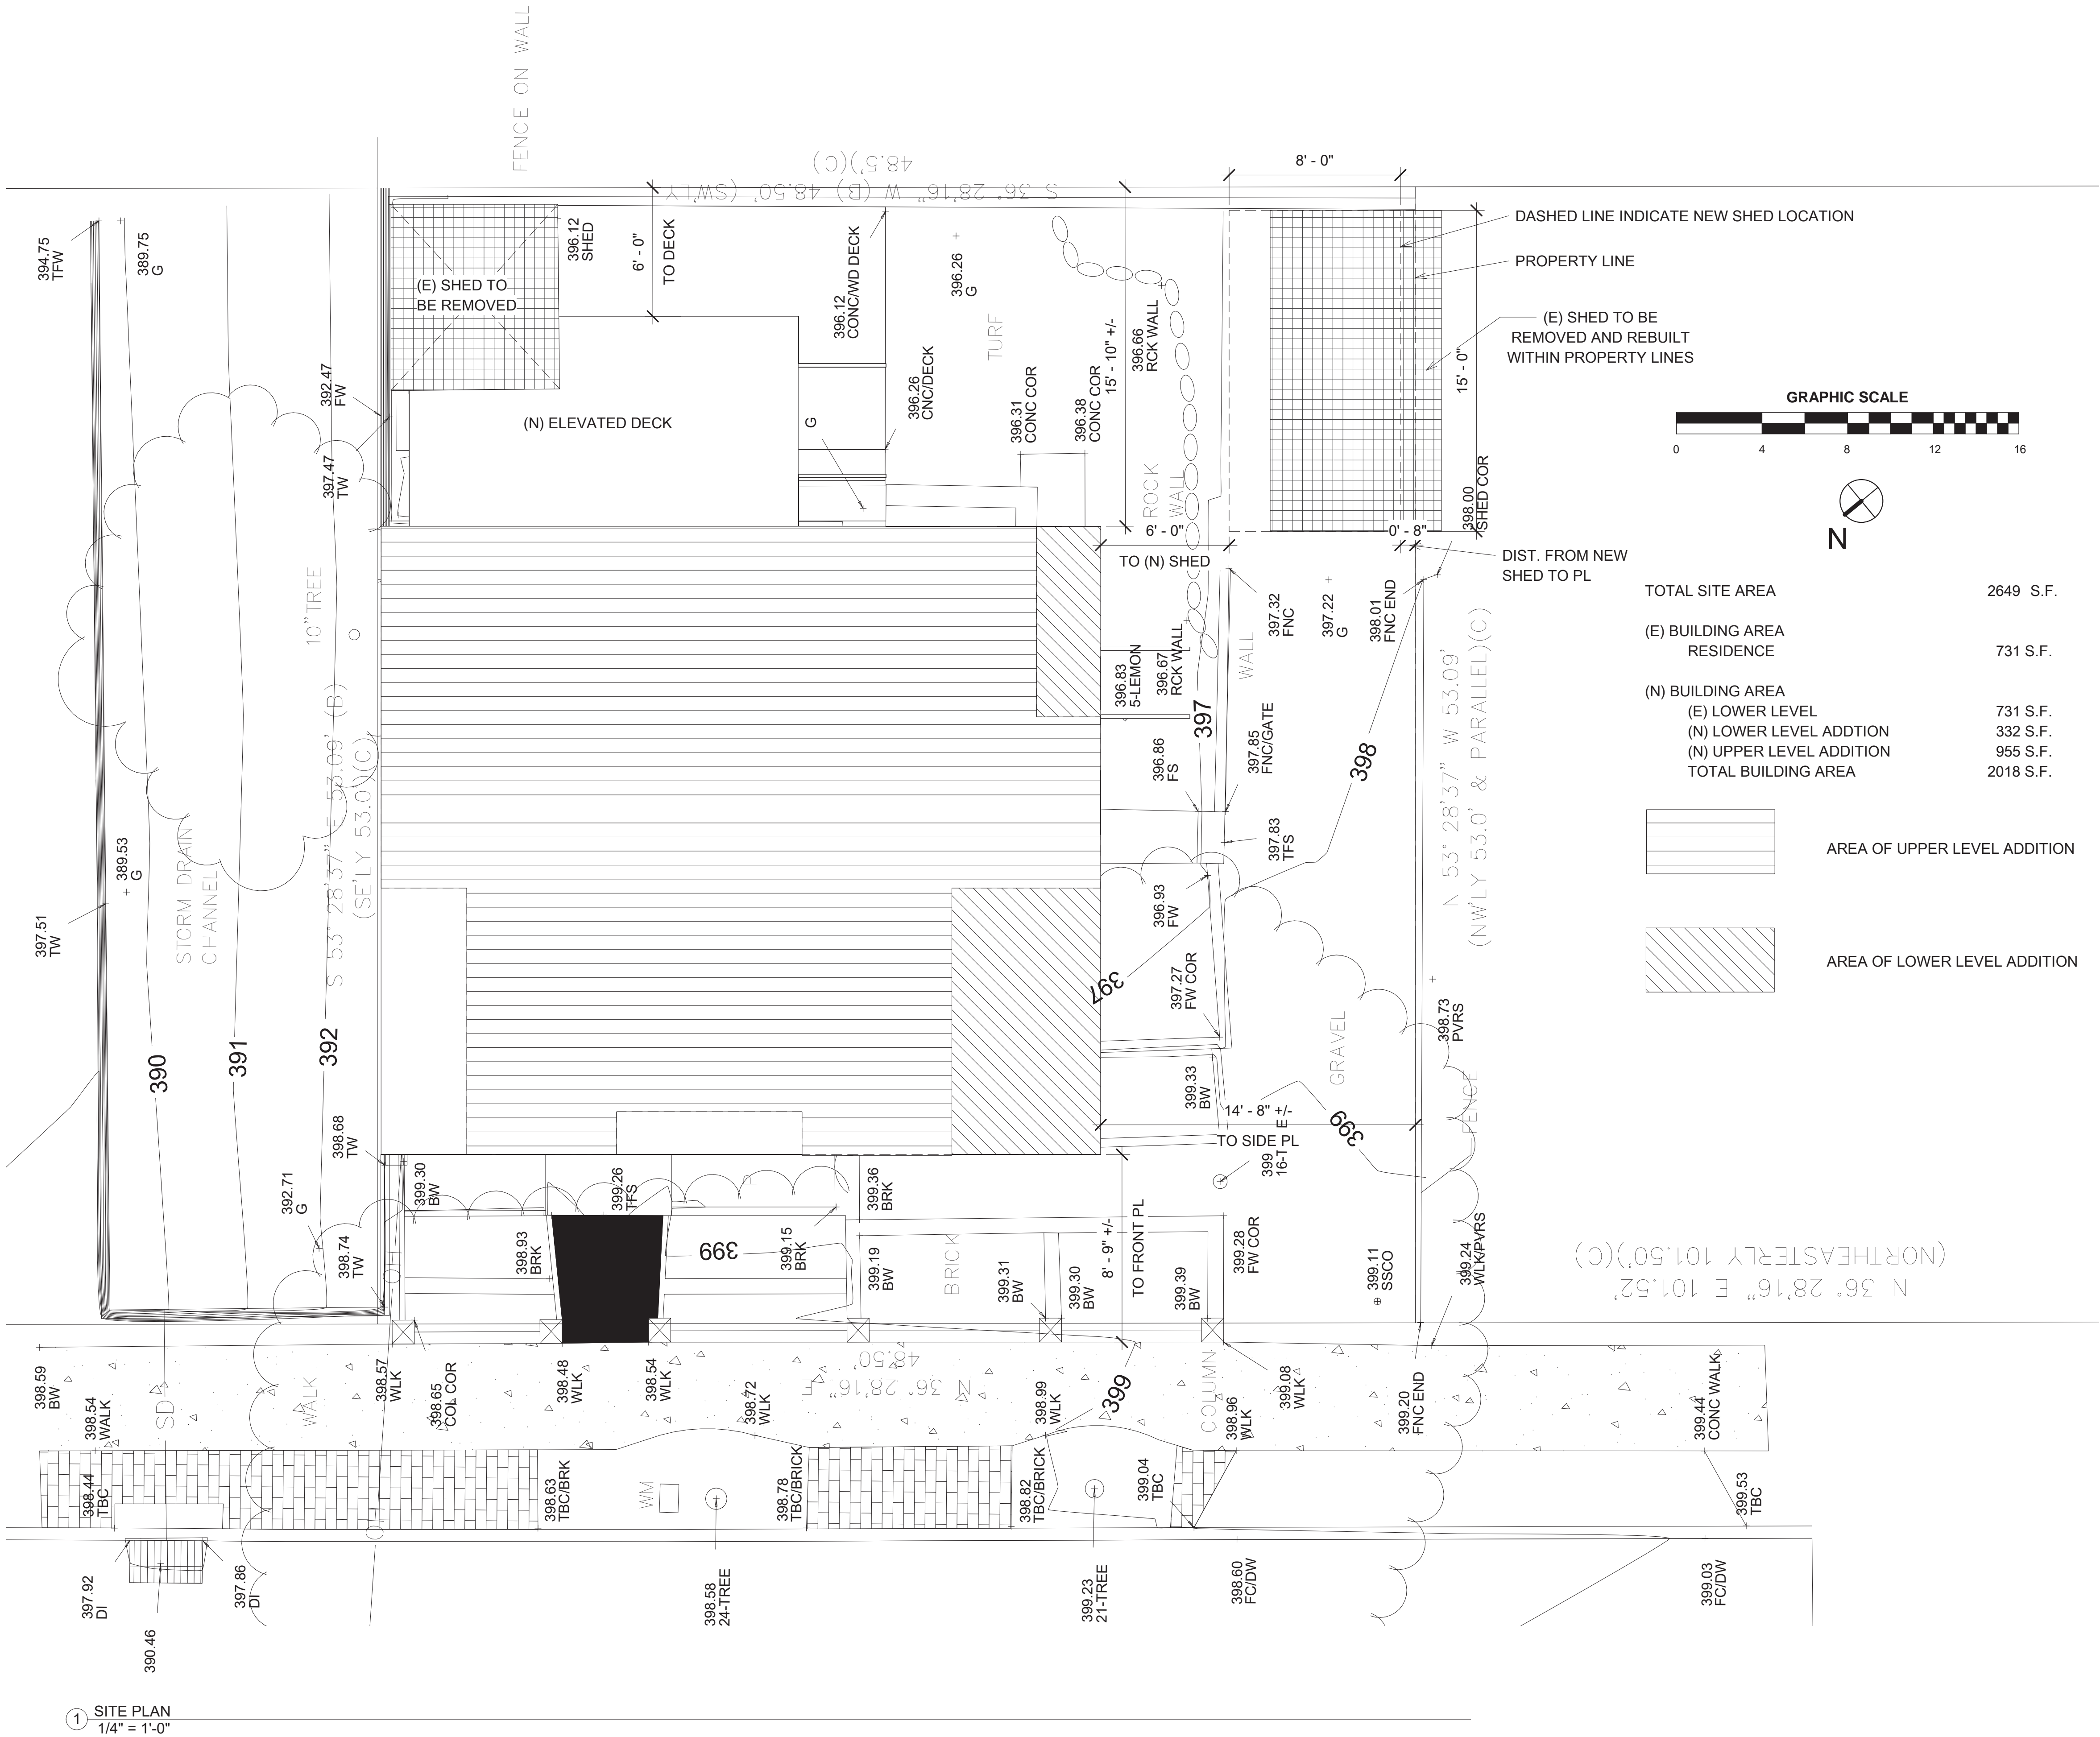 FENCE ON WALL
48.5')(C)
S 36° 28'16" W (B) 48.50' (SWLY
8' - 0"
394.75
TFW
389.75
G
396.12
SHED
6' - 0"
TO DECK
396.12
CONC/WD DECK
396.26
G
DASHED LINE INDICATE NEW SHED LOCATION
PROPERTY LINE
(E) SHED TO
BE REMOVED
(E) SHED TO BE
REMOVED AND REBUILT
WITHIN PROPERTY LINES
TURF
15' - 10" +/-
396.66
RCK WALL
15' - 0"
392.47
FW
397.47
TW
(N) ELEVATED DECK
G
396.26
CNC/DECK
396.31
CONC COR
396.38
CONC COR
ROCK
WALL
398.00
SHED COR
GRAPHIC SCALE
0 4 8 12 16
N
6' - 0"
TO (N) SHED
0' - 8"
DIST. FROM NEW
SHED TO PL
TOTAL SITE AREA 2649 S.F.
(E) BUILDING AREA
RESIDENCE 731 S.F.
(N) BUILDING AREA
(E) LOWER LEVEL 731 S.F.
(N) LOWER LEVEL ADDTION 332 S.F.
(N) UPPER LEVEL ADDITION 955 S.F.
TOTAL BUILDING AREA 2018 S.F.
AREA OF UPPER LEVEL ADDITION
AREA OF LOWER LEVEL ADDITION
10"TREE
397.32
FNC
397.22
G
398.01
FNC END
396.83
5-LEMON
396.67
RCK WALL
WALL
397
396.86
FS
397.85
FNC/GATE
398
N 53° 28'37" W 53.09'
(NW'LY 53.0' & PARALLEL)(C)
S 53° 28'37" E 53.09' (B)
(SE'LY 53.0')(C)
STORM DRAIN
CHANNEL
389.53
G
397.51
TW
397.83
TFS
396.93
FW
397
397.27
FW COR
398.73
PVRS
GRAVEL
FENCE
390
391
392
399.33
BW
14' - 8" +/-
E
TO SIDE PL
399
399
16-T
398.68
TW
392.71
G
398.74
TW
399.30
BW
399.26
TFS
P
399.36
BRK
OH
398.93
BRK
399
399.15
BRK
399.19
BW
BRICK
399.31
BW
399.30
BW
8' - 9" +/-
TO FRONT PL
399.39
BW
399.28
FW COR
399.11
SSCO
399.24
WLK/PVRS
(NORTHEASTERLY 101.50')(C)
N 36° 28'16" E 101.52'
398.59
BW
398.54
WALK
SD
WALK
398.57
WLK
398.65
COL COR
398.48
WLK
398.54
WLK
398.72
WLK
48.50'
N 36° 28'16" E
398.99
WLK
399
COLUMN
398.96
WLK
399.08
WLK
399.20
FNC END
399.44
CONC WALK
398.44
TBC
OH
398.63
TBC/BRK
WM
398.78
TBC/BRICK
398.82
TBC/BRICK
399.04
TBC
399.53
TBC
397.92
DI
390.46
397.86
DI
398.58
24-TREE
399.23
21-TREE
398.60
FC/DW
399.03
FC/DW
1 SITE PLAN
1/4" = 1'-0"